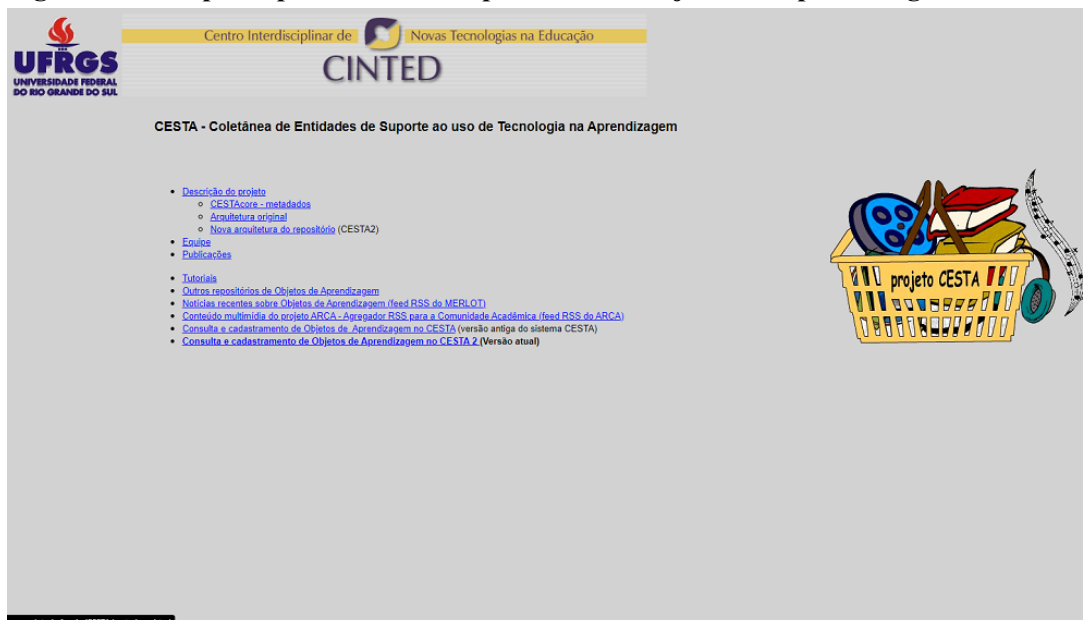 UFRGS
UNIVERSIDADE FEDERAL
DO RIO GRANDE DO SUL
Centro Interdisciplinar de Novas Tecnologias na Educação
CINTED
CESTA - Coletânea de Entidades de Suporte ao uso de Tecnologia na Aprendizagem
Descrição do projeto
CESTAcore - metadados
Arquitetura original
Nova arquitetura do repositório (CESTA2)
Equipe
Publicações
Tutoriais
Outros repositórios de Objetos de Aprendizagem
Notícias recentes sobre Objetos de Aprendizagem (feed RSS do MERLOT)
Conteúdo multimídia do projeto ARCA - Agregador RSS para a Comunidade Acadêmica (feed RSS do ARCA)
Consulta e cadastramento de Objetos de Aprendizagem no CESTA (versão antiga do sistema CESTA)
Consulta e cadastramento de Objetos de Aprendizagem no CESTA 2 (Versão atual)
projeto CESTA